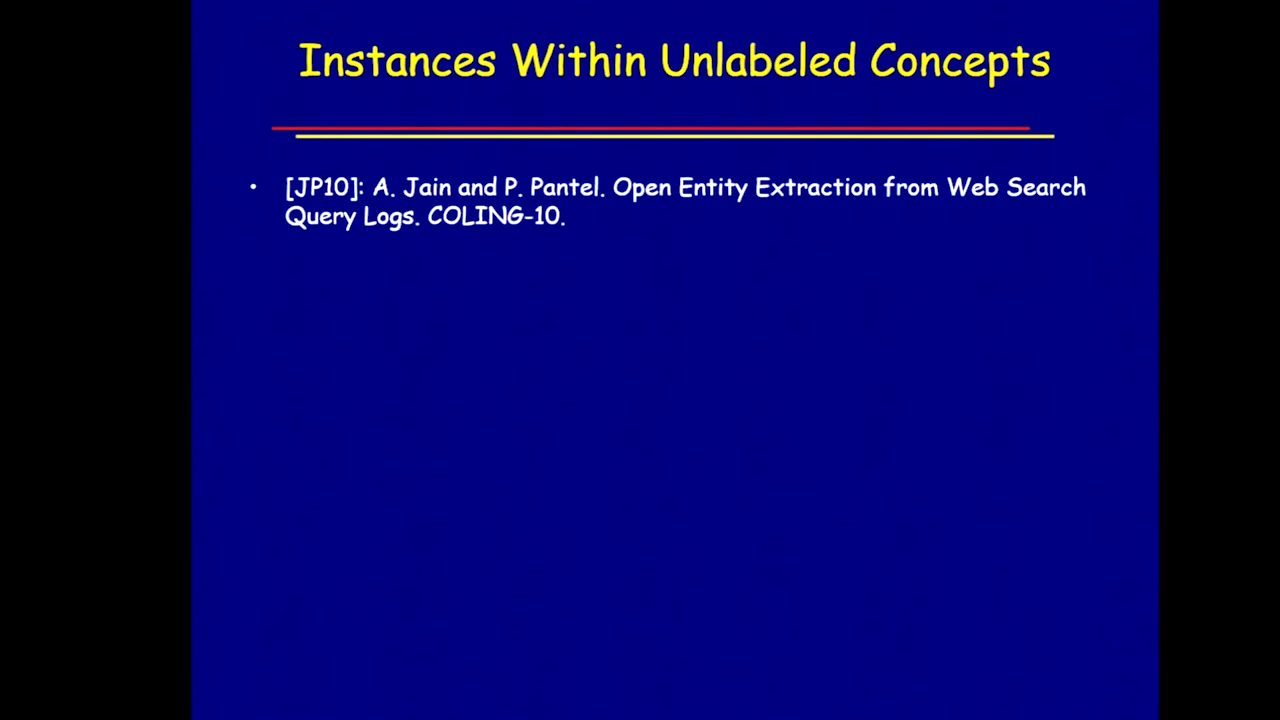 Instances Within Unlabeled Concepts
• [JP10]: A. Jain and P. Pantel. Open Entity Extraction from Web Search
Query Logs. COLING-10.